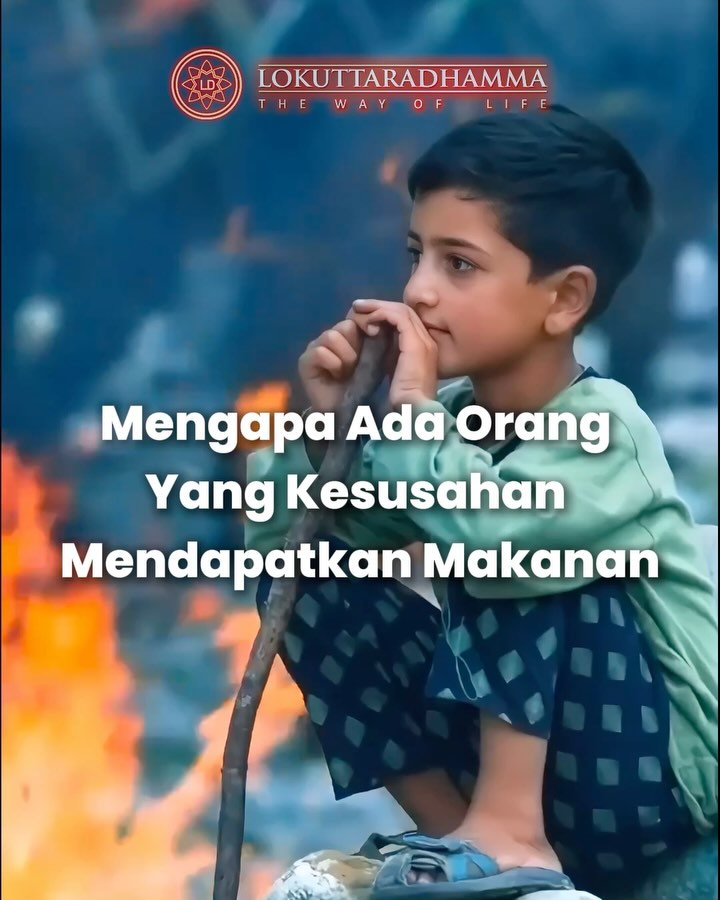 LD
LOKUTTARADHAMMA
THE WAY OF LIFE
Mengapa Ada Orang
Yang Kesusahan
Mendapatkan Makanan